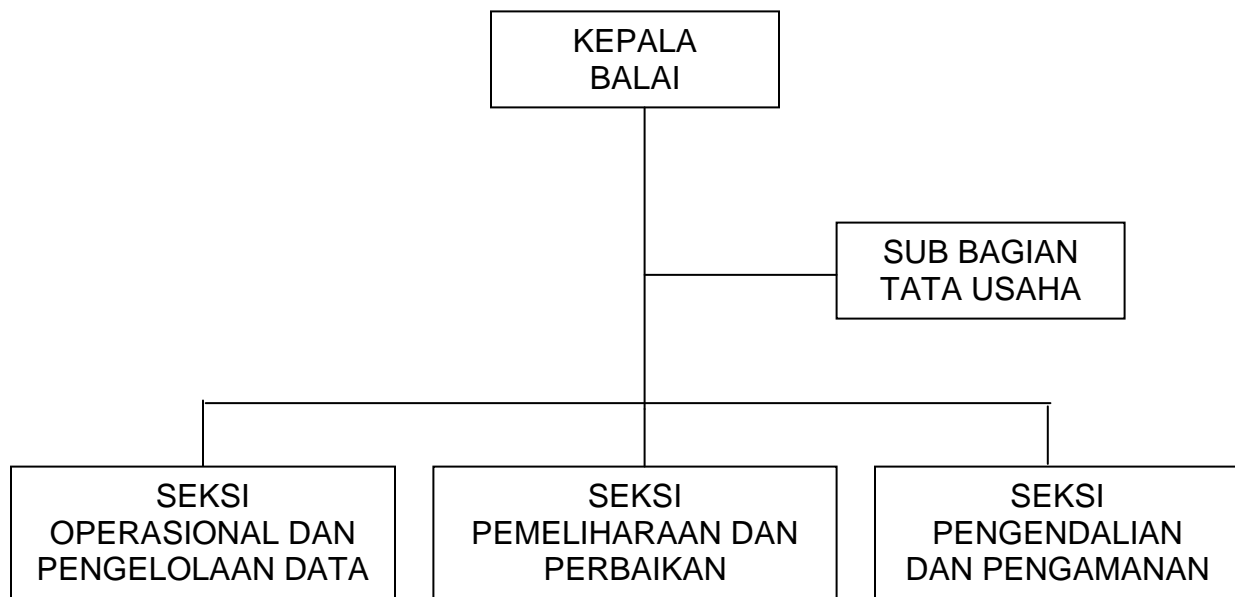 KEPALA
BALAI
SUB BAGIAN
TATA USAHA
SEKSI
OPERASIONAL DAN
PENGELOLAAN DATA
SEKSI
PEMELIHARAAN DAN
PERBAIKAN
SEKSI
PENGENDALIAN
DAN PENGAMANAN